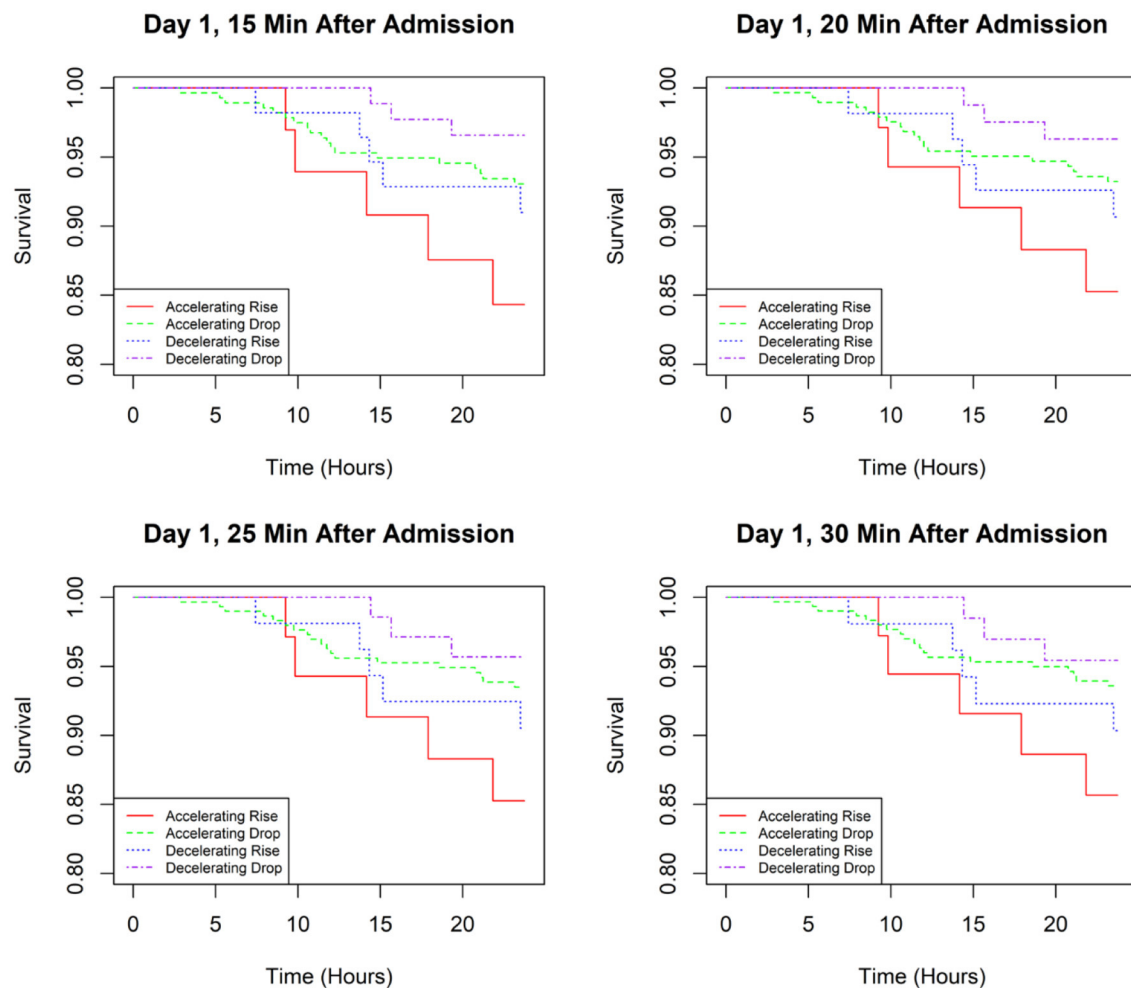 Day 1, 15 Min After Admission
Survival
1.00
0.95
0.90
0.85
0.80
Accelerating Rise
Accelerating Drop
Decelerating Rise
Decelerating Drop
0 5 10 15 20
Time (Hours)
Day 1, 20 Min After Admission
Survival
1.00
0.95
0.90
0.85
0.80
Accelerating Rise
Accelerating Drop
Decelerating Rise
Decelerating Drop
0 5 10 15 20
Time (Hours)
Day 1, 25 Min After Admission
Survival
1.00
0.95
0.90
0.85
0.80
Accelerating Rise
Accelerating Drop
Decelerating Rise
Decelerating Drop
0 5 10 15 20
Time (Hours)
Day 1, 30 Min After Admission
Survival
1.00
0.95
0.90
0.85
0.80
Accelerating Rise
Accelerating Drop
Decelerating Rise
Decelerating Drop
0 5 10 15 20
Time (Hours)